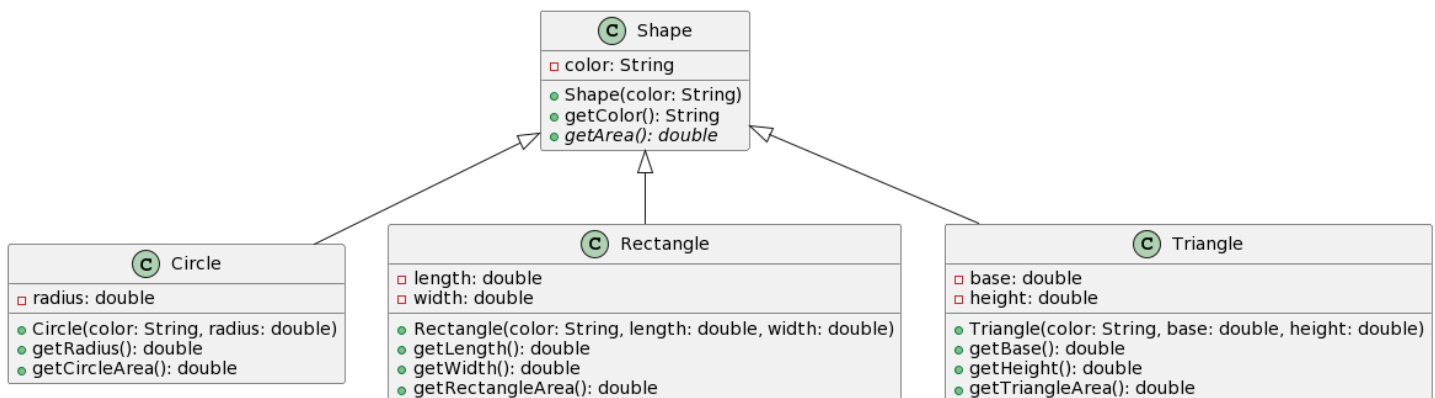 C Shape
color: String
Shape(color: String)
getColor(): String
getArea(): double
C Circle
radius: double
Circle(color: String, radius: double)
getRadius(): double
getCircleArea(): double
C Rectangle
length: double
width: double
Rectangle(color: String, length: double, width: double)
getLength(): double
getWidth(): double
getRectangleArea(): double
C Triangle
base: double
height: double
Triangle(color: String, base: double, height: double)
getBase(): double
getHeight(): double
getTriangleArea(): double